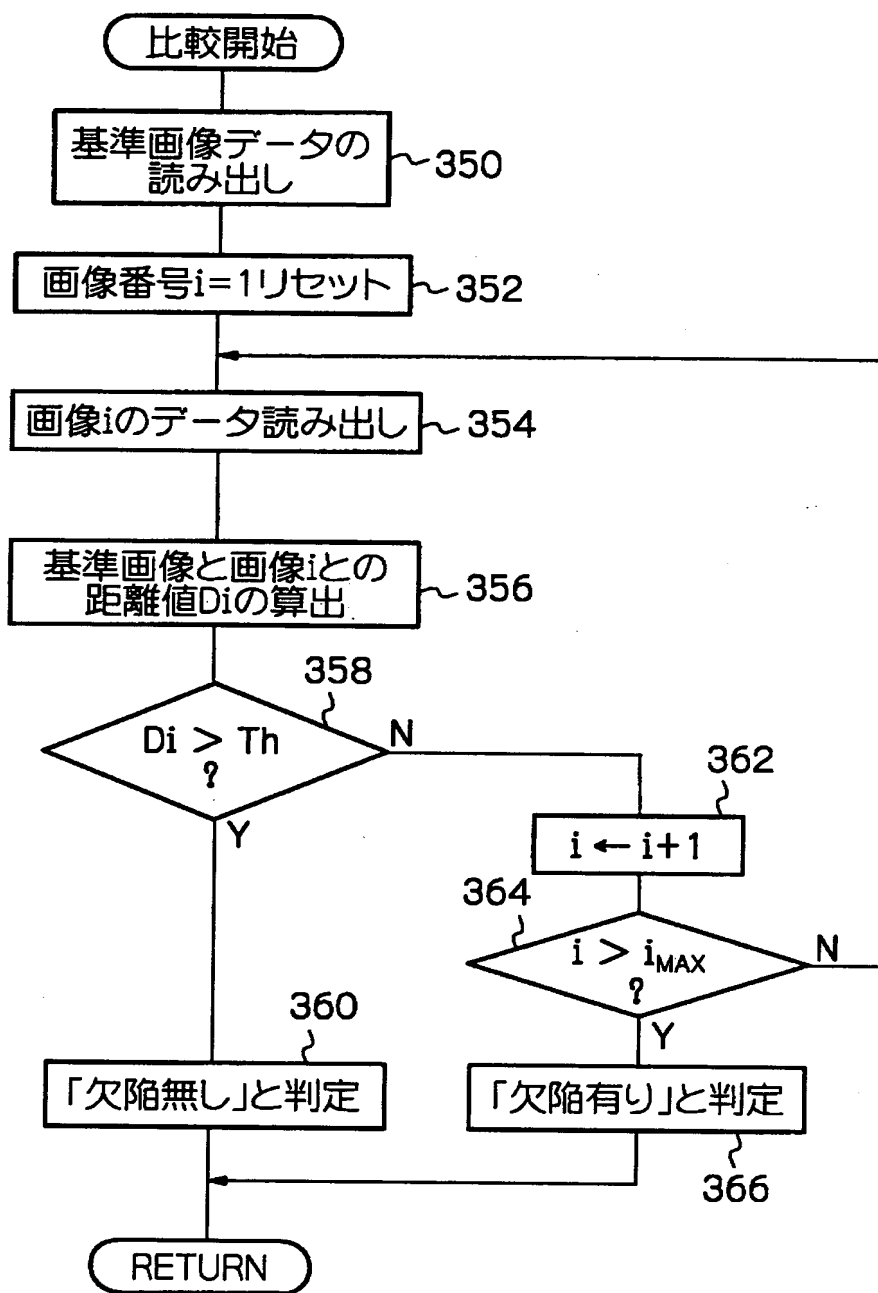 比較開始
基準画像データの
読み出し
350
画像番号i=1リセット
352
画像iのデータ読み出し
354
基準画像と画像iとの
距離値Diの算出
356
358
Di > Th
?
N
Y
362
i ← i+1
364
i > iMAX
?
N
Y
360
「欠陥無し」と判定
「欠陥有り」と判定
366
RETURN